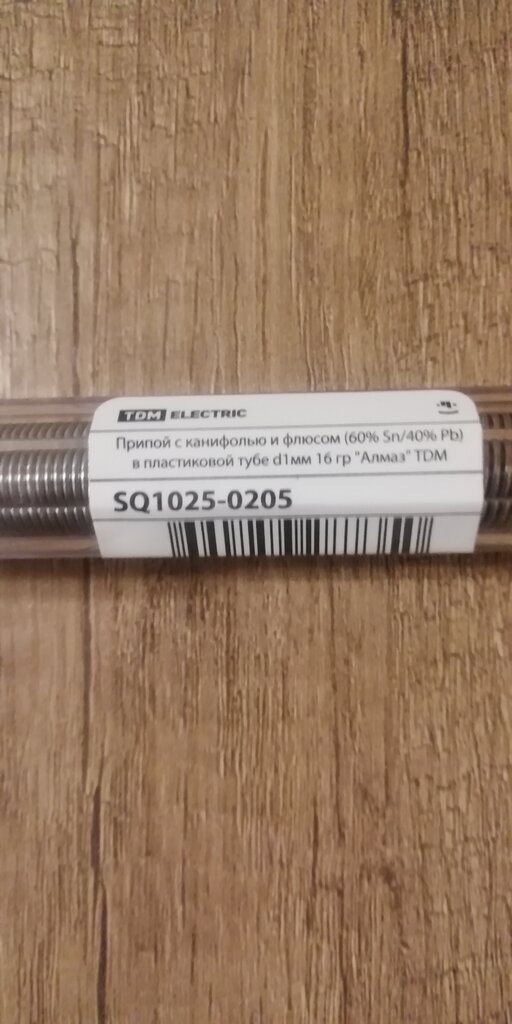 TDM ELECTRIC
Припой с канифолью и флюсом (60% Sn/40% Pb)
в пластиковой тубе d1мм 16 гр "Алмаз" TDM
SQ1025-0205